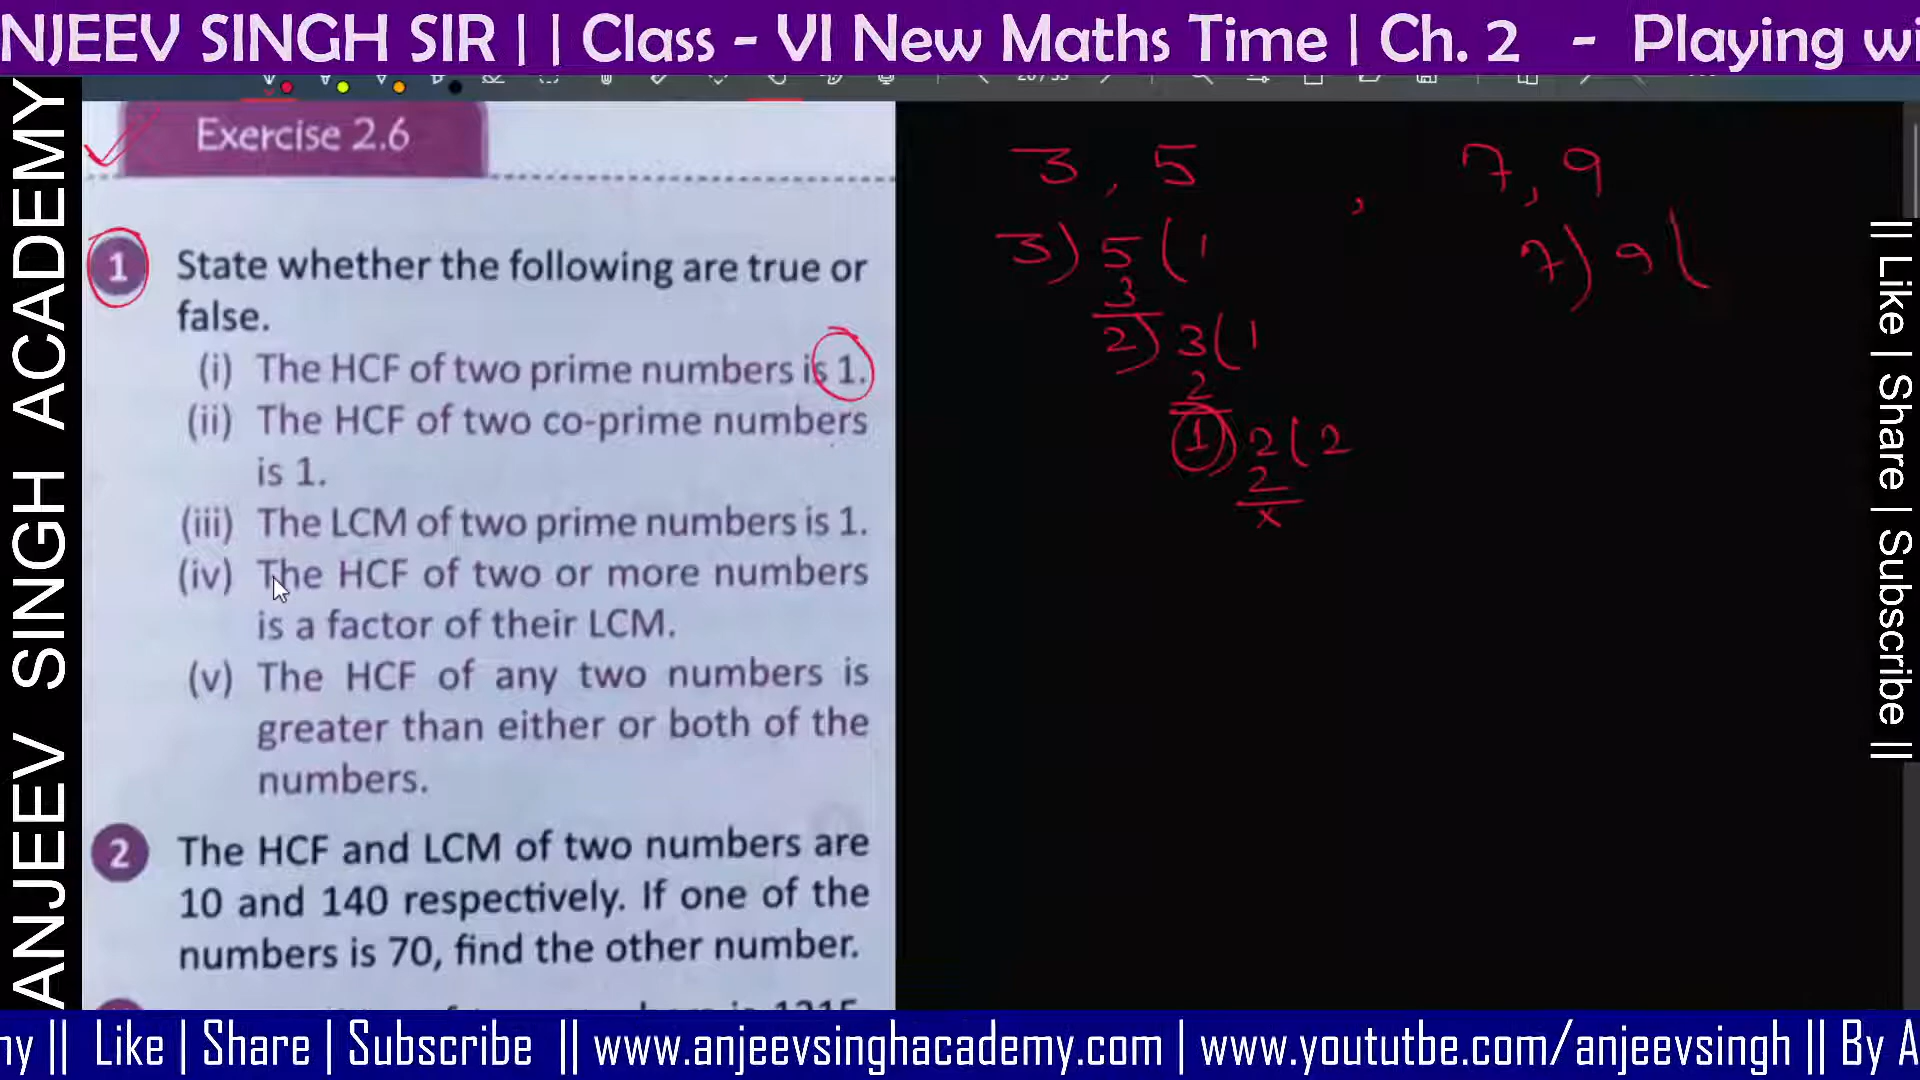 NJEEV SINGH SIR | | Class - VI New Maths Time | Ch. 2 - Playing wi
ANJEEV SINGH ACADEMY
Exercise 2.6
1 State whether the following are true or
false.
(i) The HCF of two prime numbers is 1.
(ii) The HCF of two co-prime numbers
is 1.
(iii) The LCM of two prime numbers is 1.
(iv) The HCF of two or more numbers
is a factor of their LCM.
(v) The HCF of any two numbers is
greater than either or both of the
numbers.
2 The HCF and LCM of two numbers are
10 and 140 respectively. If one of the
numbers is 70, find the other number.
3, 5 , 7, 9
3) 5 ( 1
3
2) 3 ( 1
2
1) 2 ( 2
2
x
7) 9 (
|| Like | Share | Subscribe ||
ny || Like | Share | Subscribe || www.anjeevsinghacademy.com | www.yoututbe.com/anjeevsingh || By A